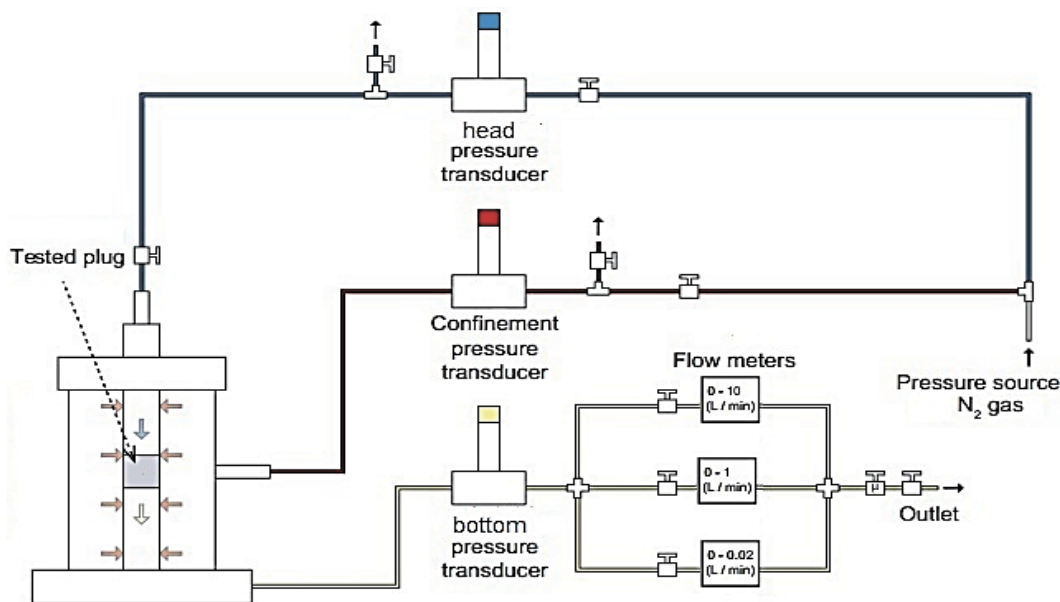 head
pressure
transducer
Tested plug
Confinement
pressure
transducer
Pressure source
N₂ gas
Flow meters
0 - 10
(L / min)
0 - 1
(L / min)
0 - 0.02
(L / min)
bottom
pressure
transducer
μ
Outlet